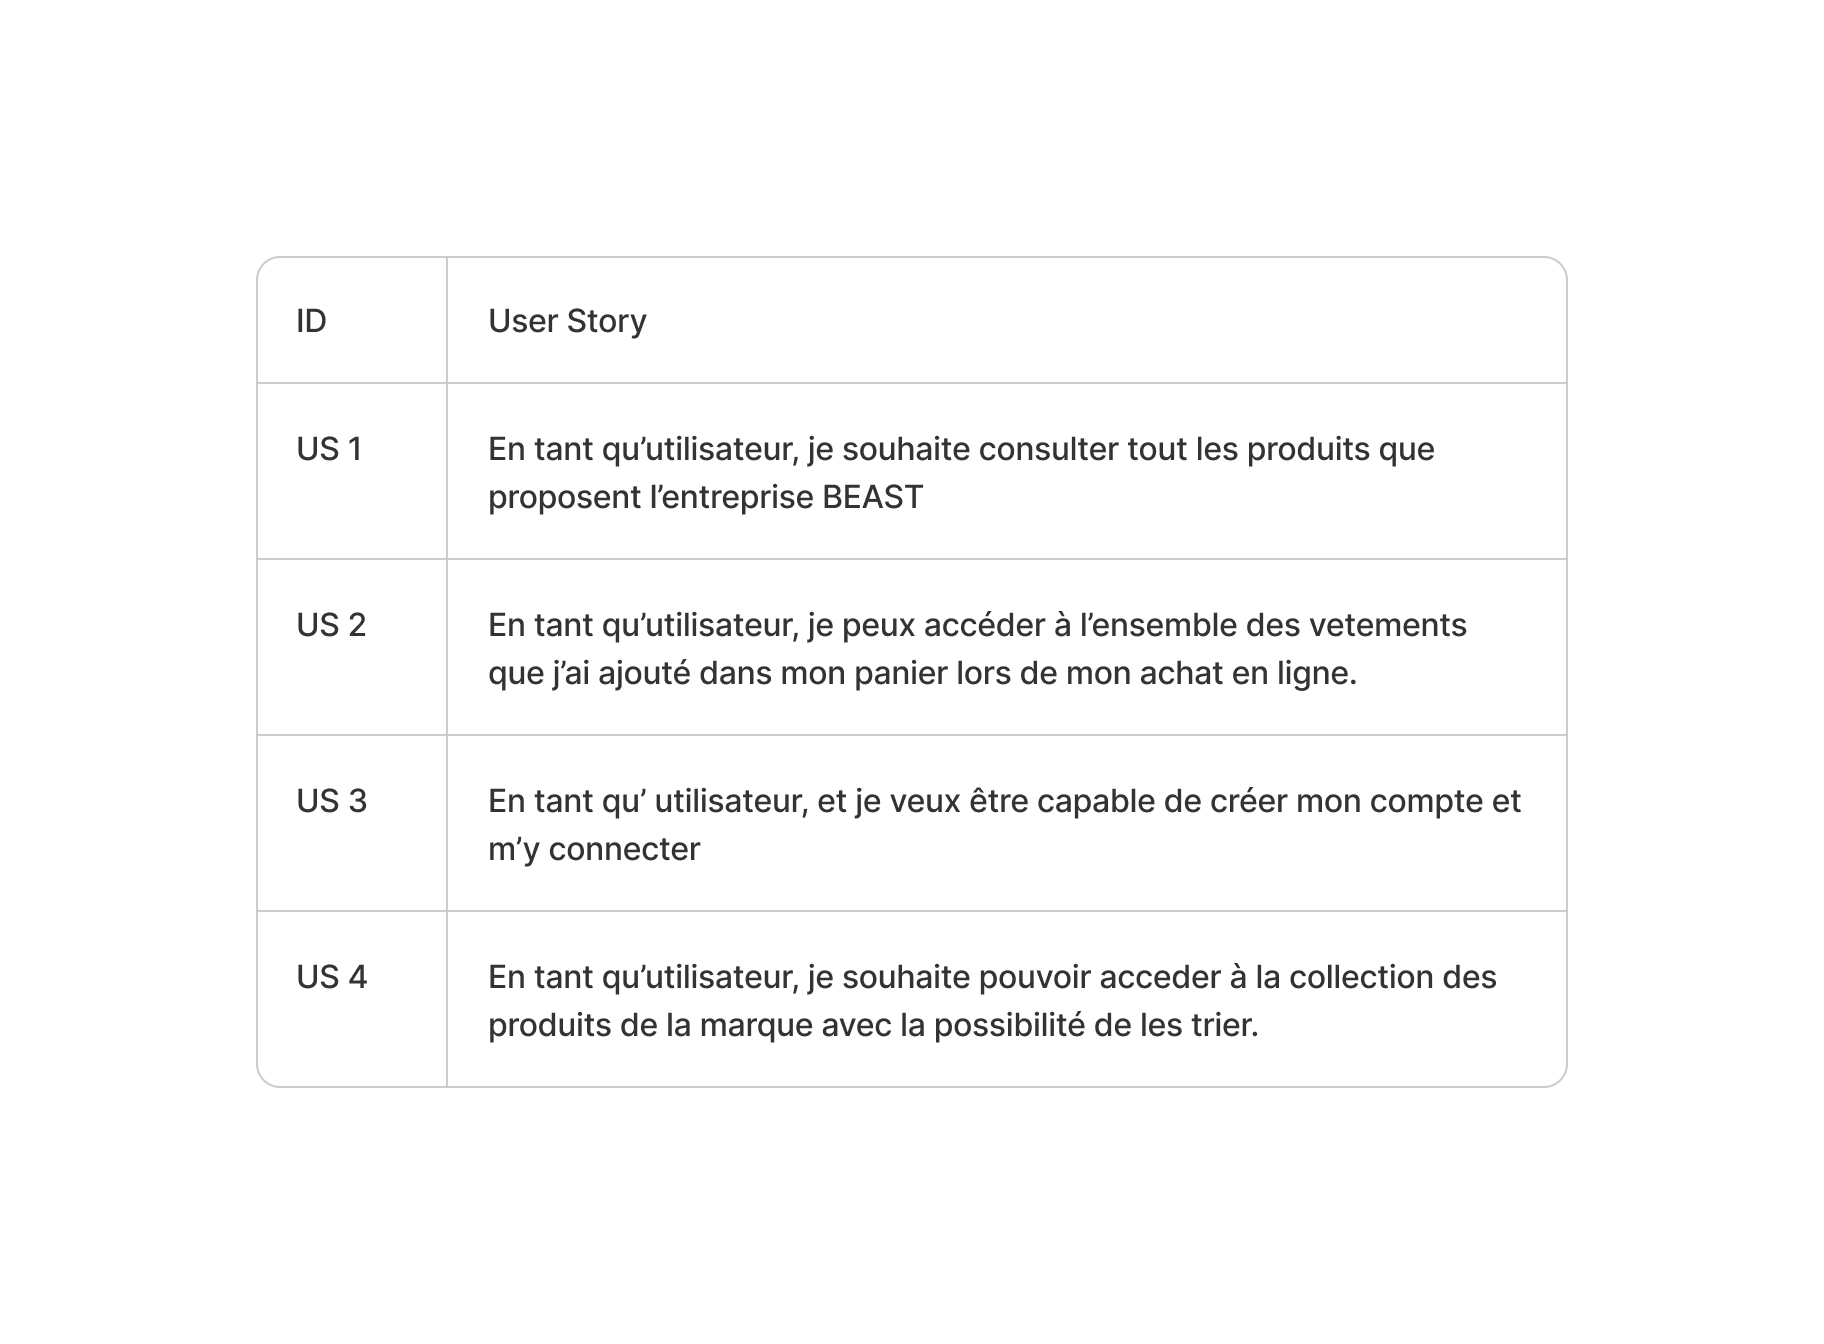 ID
User Story
US 1
En tant qu’utilisateur, je souhaite consulter tout les produits que
proposent l’entreprise BEAST
US 2
En tant qu’utilisateur, je peux accéder à l’ensemble des vetements
que j’ai ajouté dans mon panier lors de mon achat en ligne.
US 3
En tant qu’ utilisateur, et je veux être capable de créer mon compte et
m’y connecter
US 4
En tant qu’utilisateur, je souhaite pouvoir acceder à la collection des
produits de la marque avec la possibilité de les trier.